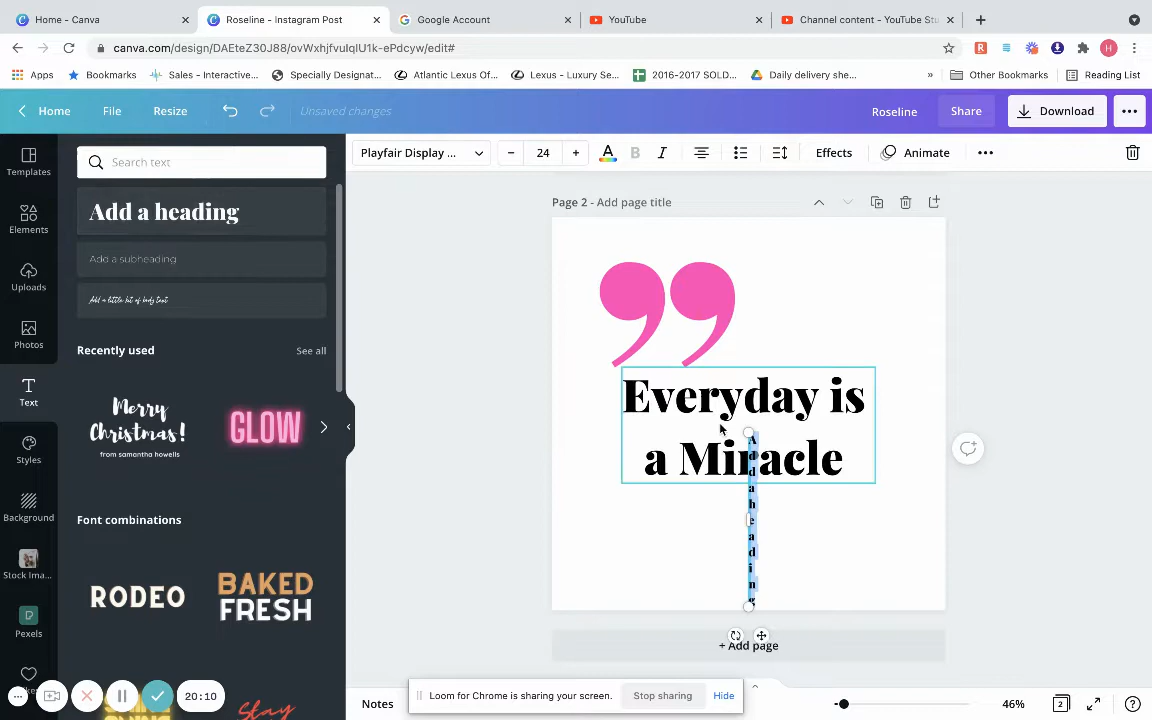 Home - Canva
Roseline - Instagram Post
Google Account
YouTube
Channel content - YouTube Stu
canva.com/design/DAEteZ30J88/ovWxhjfvuIqIU1k-ePdcyw/edit#
Apps
Bookmarks
Sales - Interactive...
Specially Designat...
Atlantic Lexus Of...
Lexus - Luxury Se...
2016-2017 SOLD...
Daily delivery she...
»
Other Bookmarks
Reading List
Home
File
Resize
Unsaved changes
Roseline
Share
Download
Templates
Elements
Uploads
Photos
Text
Styles
Background
Stock Ima...
Pexels
Search text
Add a heading
Add a subheading
Add a little bit of body text
Recently used
See all
Merry
Christmas!
from samantha howells
GLOW
Font combinations
RODEO
BAKED
FRESH
Stay
Playfair Display ...
24
A
B
I
Effects
Animate
Page 2 - Add page title
”
Everyday is
a Miracle
Add a heading
+ Add page
20:10
Loom for Chrome is sharing your screen.
Stop sharing
Hide
Notes
46%
2
H